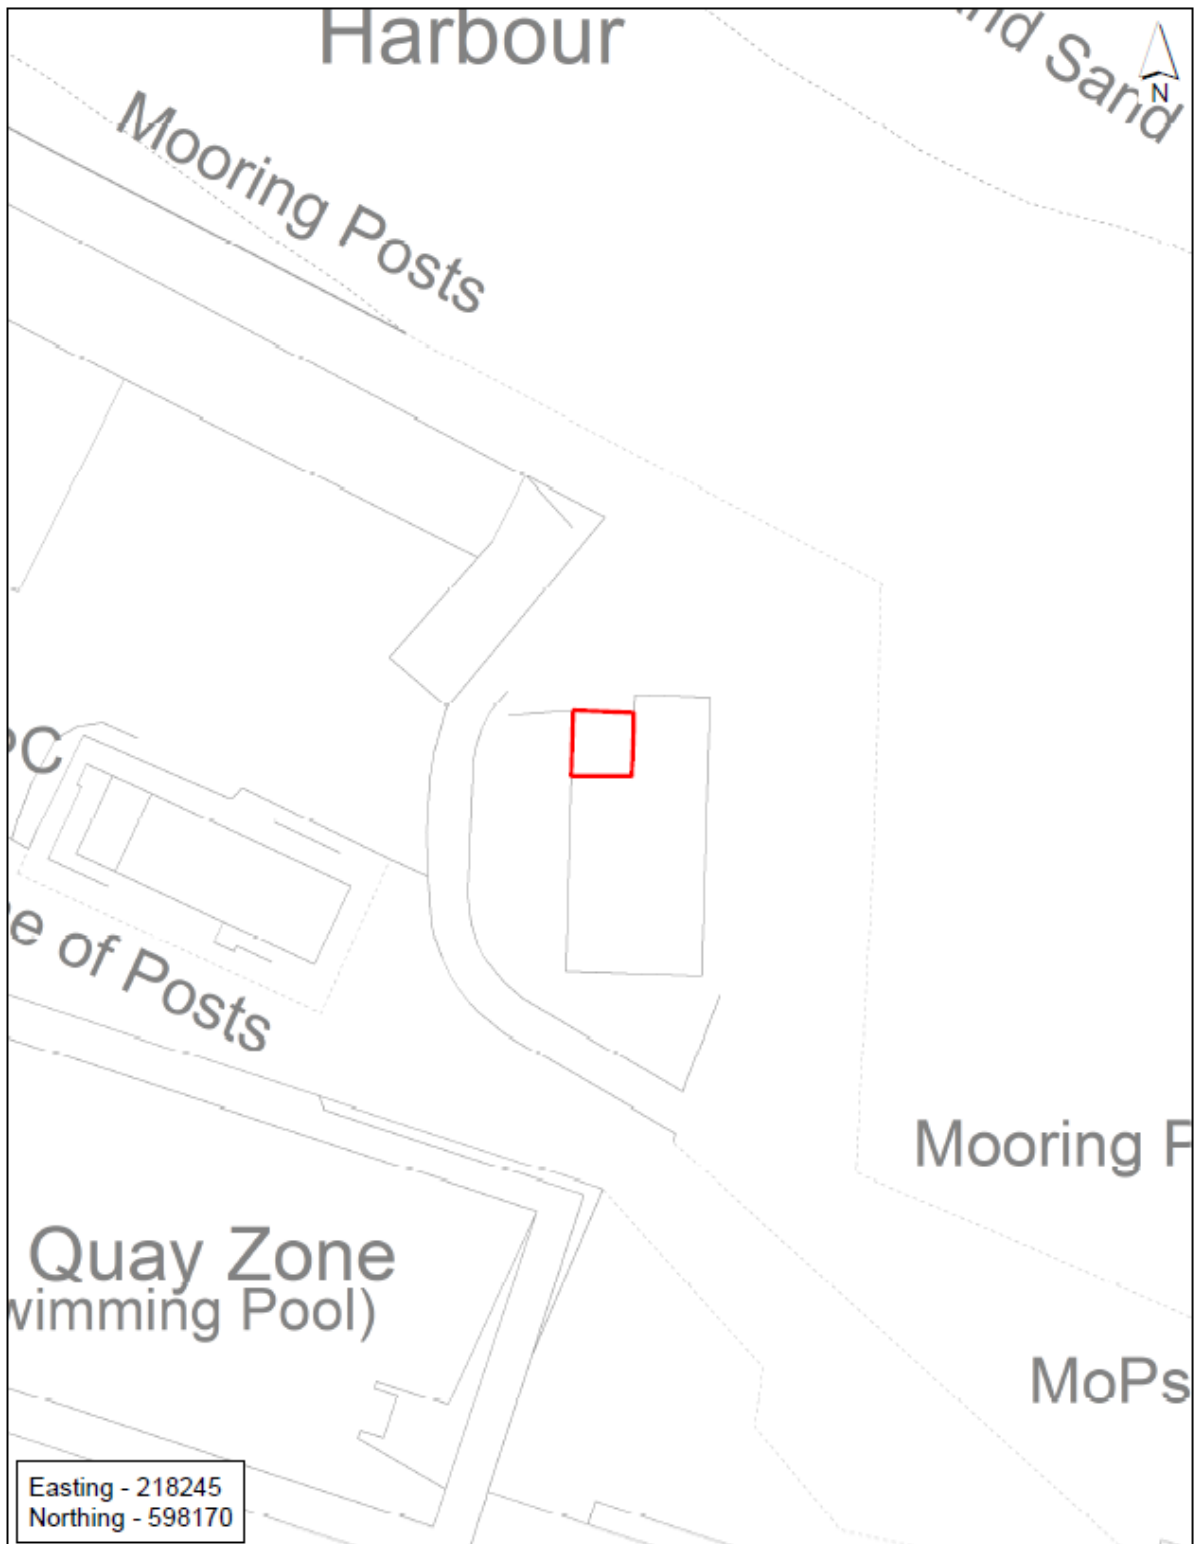 Harbour
Sand
N
Mooring Posts
of Posts
Mooring
Quay Zone
Pool)
MoPs
Easting - 218245
Northing - 598170